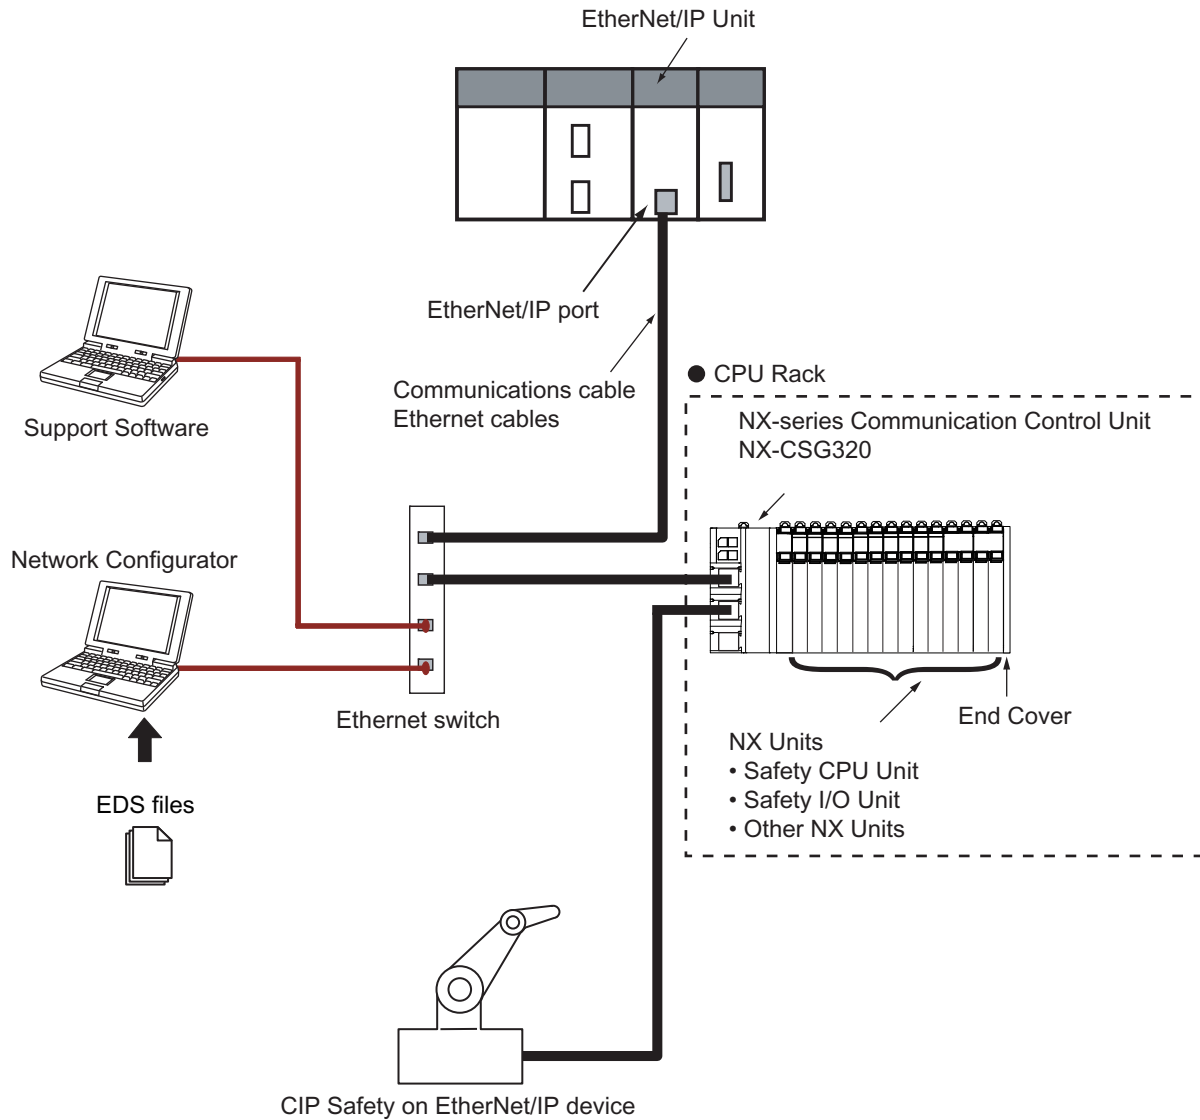 EtherNet/IP Unit
EtherNet/IP port
Communications cable
Ethernet cables
Support Software
● CPU Rack
NX-series Communication Control Unit
NX-CSG320
Network Configurator
Ethernet switch
End Cover
NX Units
• Safety CPU Unit
• Safety I/O Unit
• Other NX Units
EDS files
CIP Safety on EtherNet/IP device